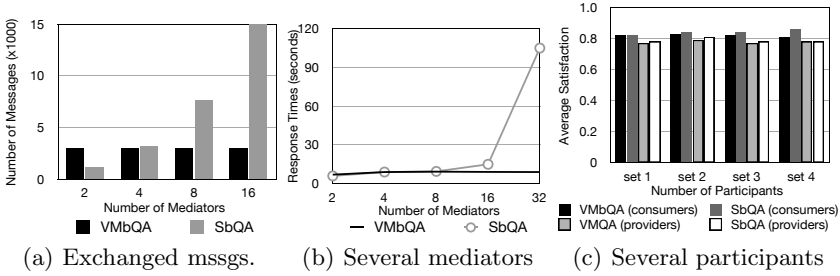 Number of Messages (x1000)
15
10
5
0
2 4 8 16
Number of Mediators
VMbQA SbQA
(a) Exchanged mssgs.
Response Times (seconds)
120
90
60
30
0
2 4 8 16 32
Number of Mediators
VMbQA SbQA
(b) Several mediators
Average Satisfaction
1.0
0.8
0.6
0.4
0.2
0
set 1 set 2 set 3 set 4
Number of Participants
VMbQA (consumers) SbQA (consumers)
VMQA (providers) SbQA (providers)
(c) Several participants